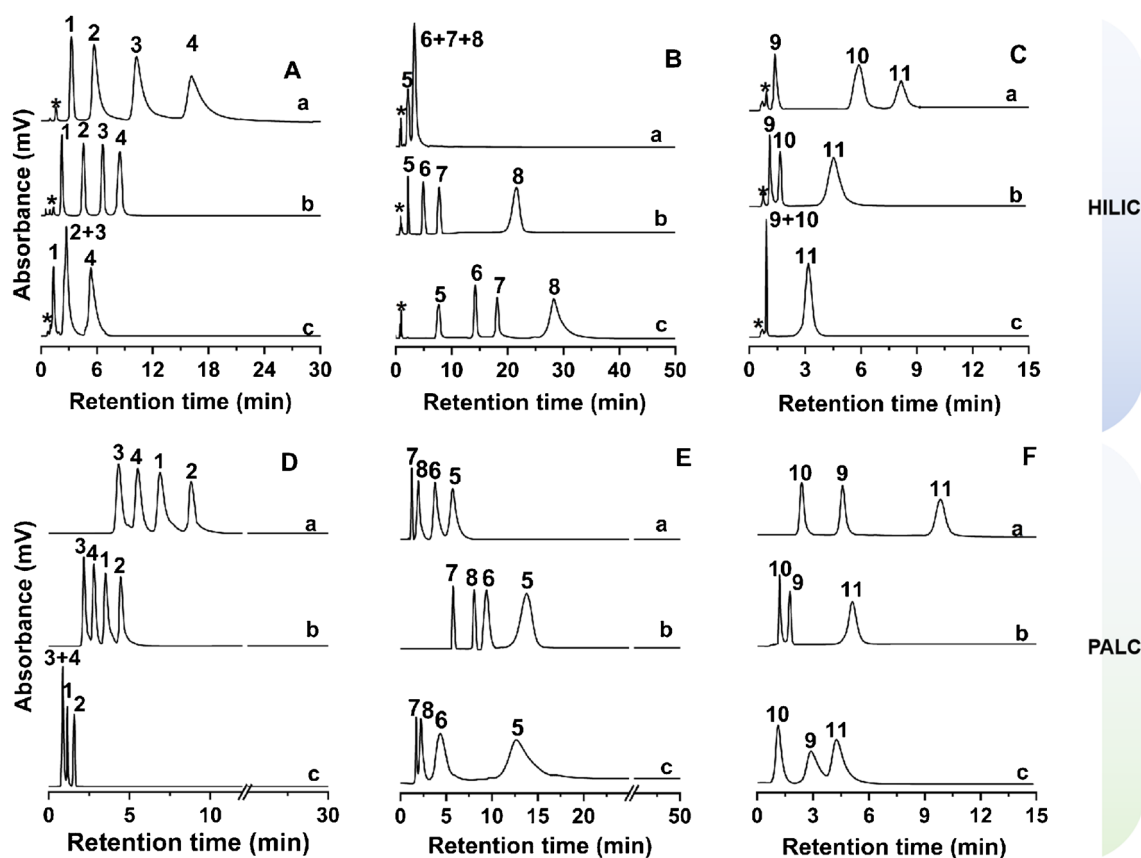 A
1 2 3 4
*
a
1 2 3 4
*
b
2+3
1 4
*
c
Absorbance (mV)
0 6 12 18 24 30
Retention time (min)
B
6+7+8
5
*
a
5 6 7 8
*
b
5 6 7 8
*
c
0 10 20 30 40 50
Retention time (min)
C
9 10 11
*
a
9 10 11
*
b
9+10
11
*
c
0 3 6 9 12 15
Retention time (min)
HILIC
D
3 4 1 2
a
3 4 1 2
b
3+4
1 2
c
Absorbance (mV)
0 5 10 30
Retention time (min)
E
7 8 6 5
a
7 8 6 5
b
7 8 6 5
c
0 5 10 15 20 50
Retention time (min)
F
10 9 11
a
10 9 11
b
10 9 11
c
0 3 6 9 12 15
Retention time (min)
PALC